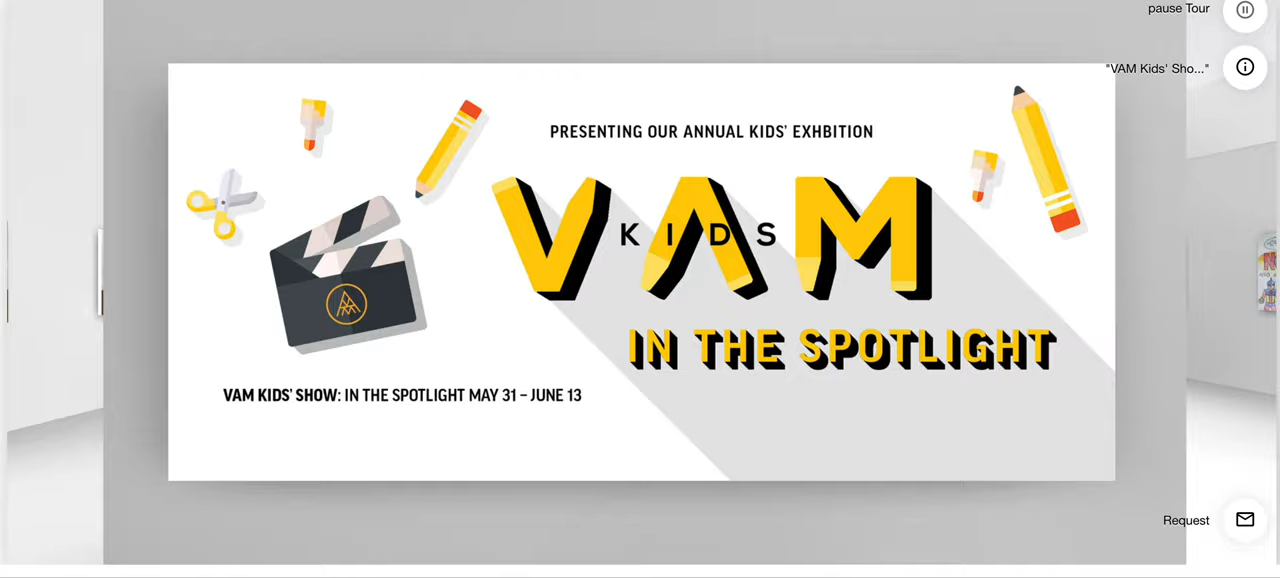 pause Tour
"VAM Kids' Sho..."
PRESENTING OUR ANNUAL KIDS' EXHBITION
VAM
KIDS
IN THE SPOTLIGHT
VAM KIDS' SHOW: IN THE SPOTLIGHT MAY 31 – JUNE 13
Request